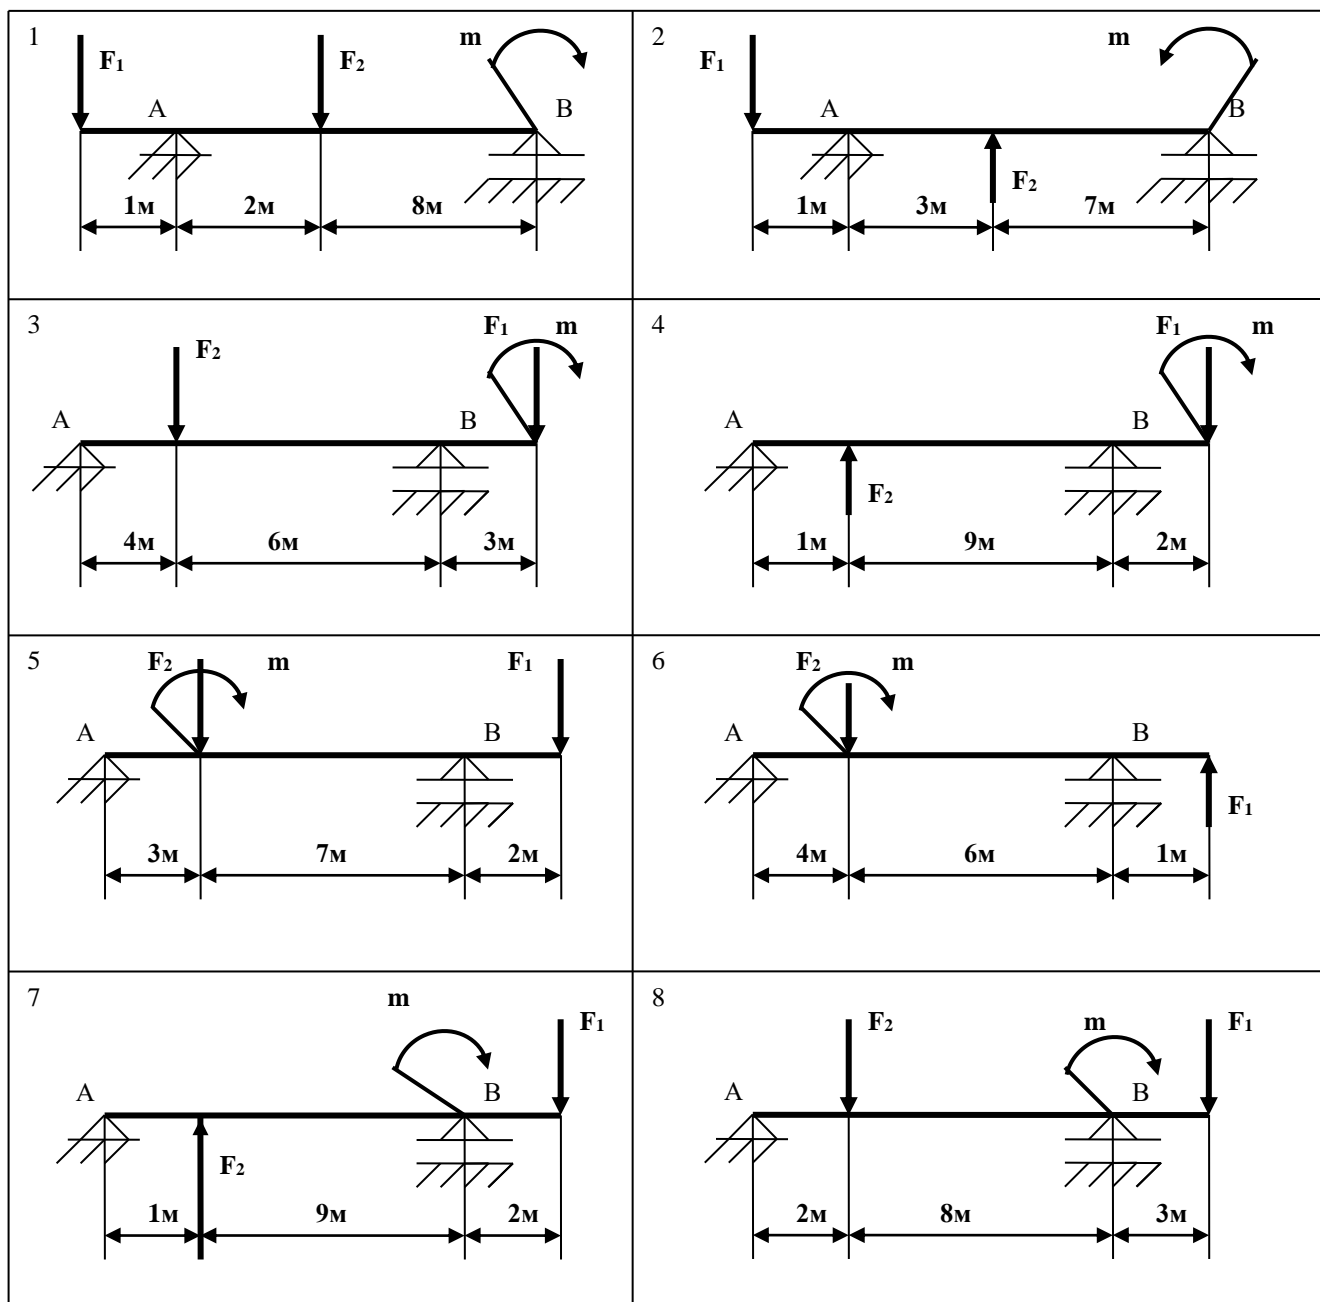 1 F₁ A F₂ m B
1м 2м 8м
2 F₁ A F₂ m B
1м 3м 7м
3 A F₂ B F₁ m
4м 6м 3м
4 A F₂ B F₁ m
1м 9м 2м
5 A F₂ m B F₁
3м 7м 2м
6 A F₂ m B F₁
4м 6м 1м
7 A F₂ m B F₁
1м 9м 2м
8 A F₂ m B F₁
2м 8м 3м